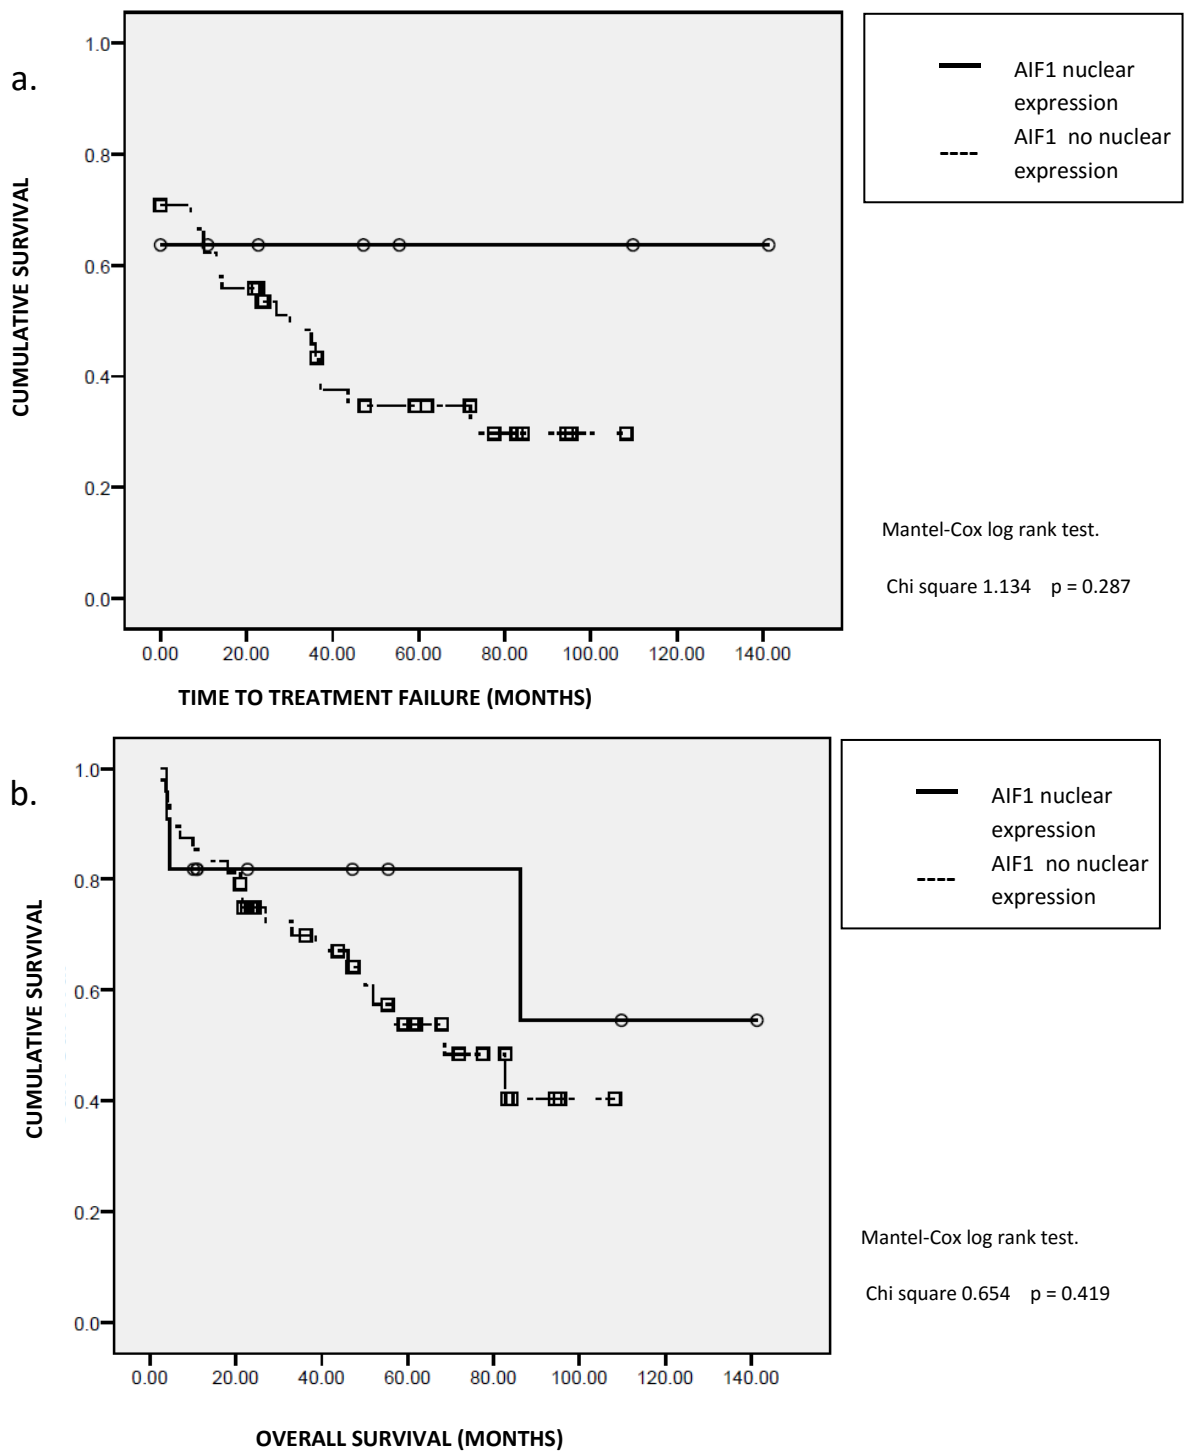 a.
CUMULATIVE SURVIVAL
1.0
0.8
0.6
0.4
0.2
0.0
0.00 20.00 40.00 60.00 80.00 100.00 120.00 140.00
TIME TO TREATMENT FAILURE (MONTHS)
AIF1 nuclear
expression
AIF1 no nuclear
expression
Mantel-Cox log rank test.
Chi square 1.134 p = 0.287
b.
CUMULATIVE SURVIVAL
1.0
0.8
0.6
0.4
0.2
0.0
0.00 20.00 40.00 60.00 80.00 100.00 120.00 140.00
OVERALL SURVIVAL (MONTHS)
AIF1 nuclear
expression
AIF1 no nuclear
expression
Mantel-Cox log rank test.
Chi square 0.654 p = 0.419